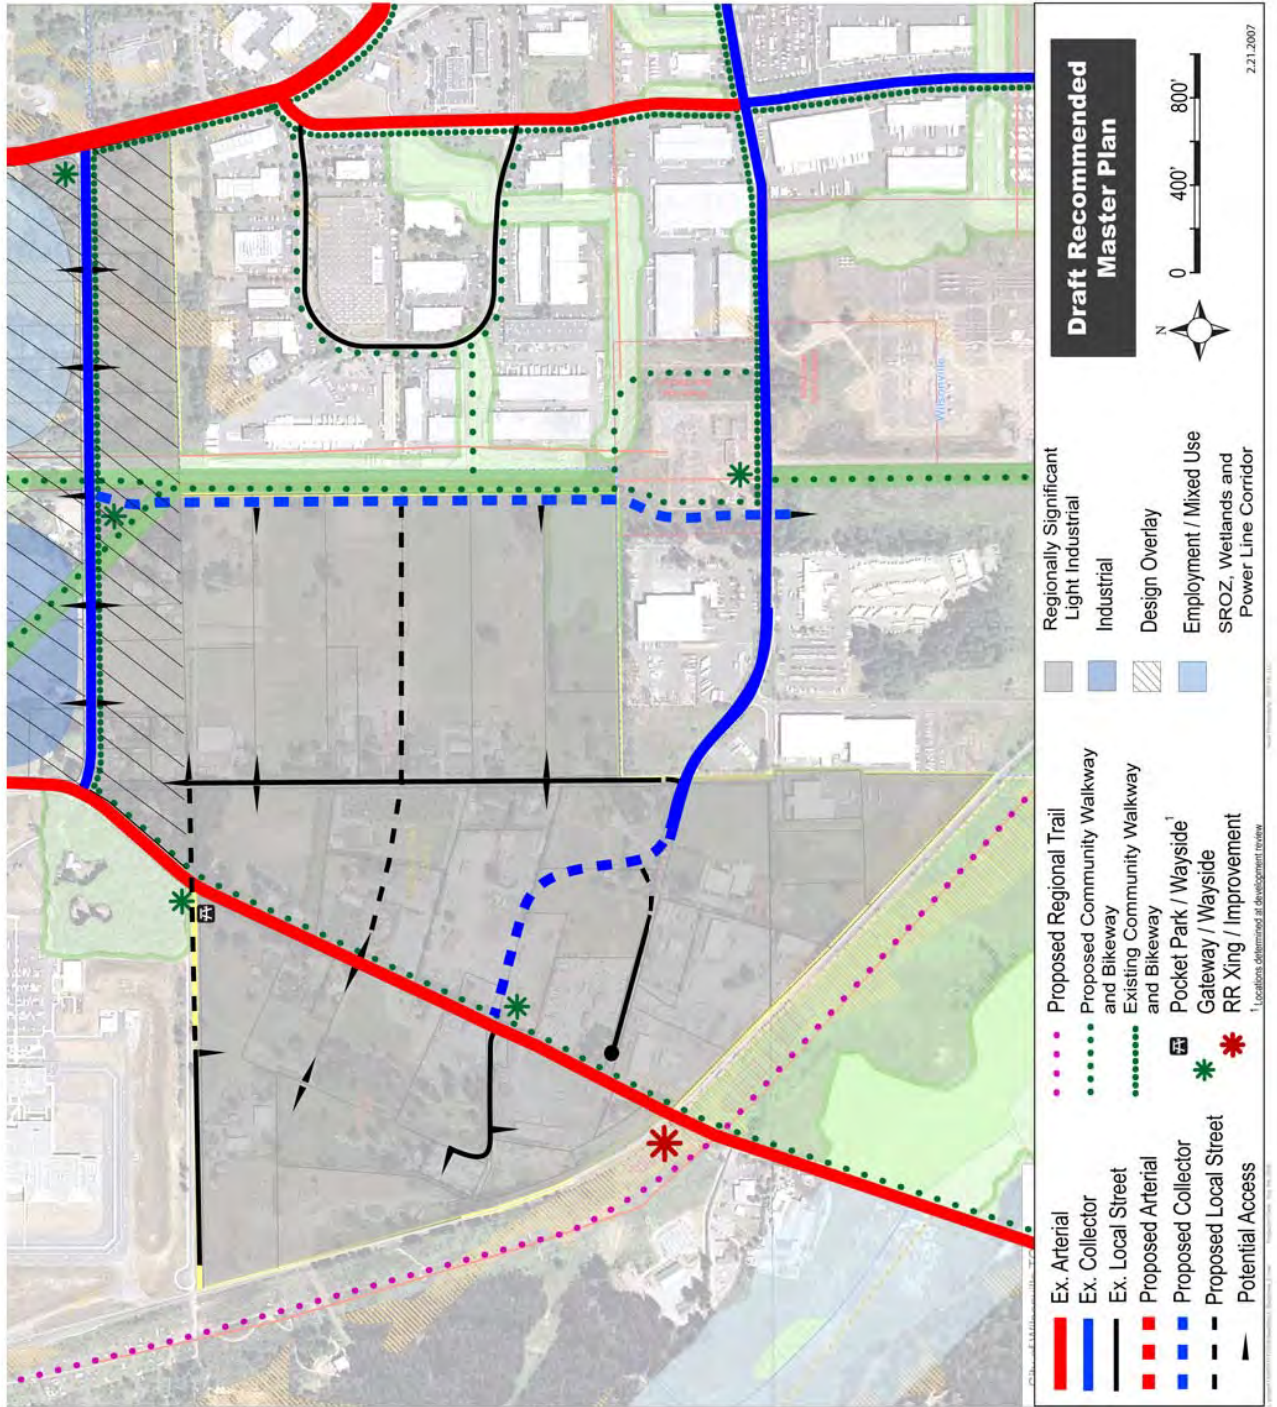 Ex. Arterial
Ex. Collector
Ex. Local Street
Proposed Arterial
Proposed Collector
Proposed Local Street
Potential Access
Proposed Regional Trail
Proposed Community Walkway
and Bikeway
Existing Community Walkway
and Bikeway
Pocket Park / Wayside¹
Gateway / Wayside
RR Xing / Improvement
¹Locations determined at development review
Regionally Significant
Light Industrial
Industrial
Design Overlay
Employment / Mixed Use
SROZ, Wetlands and
Power Line Corridor
Draft Recommended
Master Plan
N
0 400' 800'
2.21.2007
Wilsonville